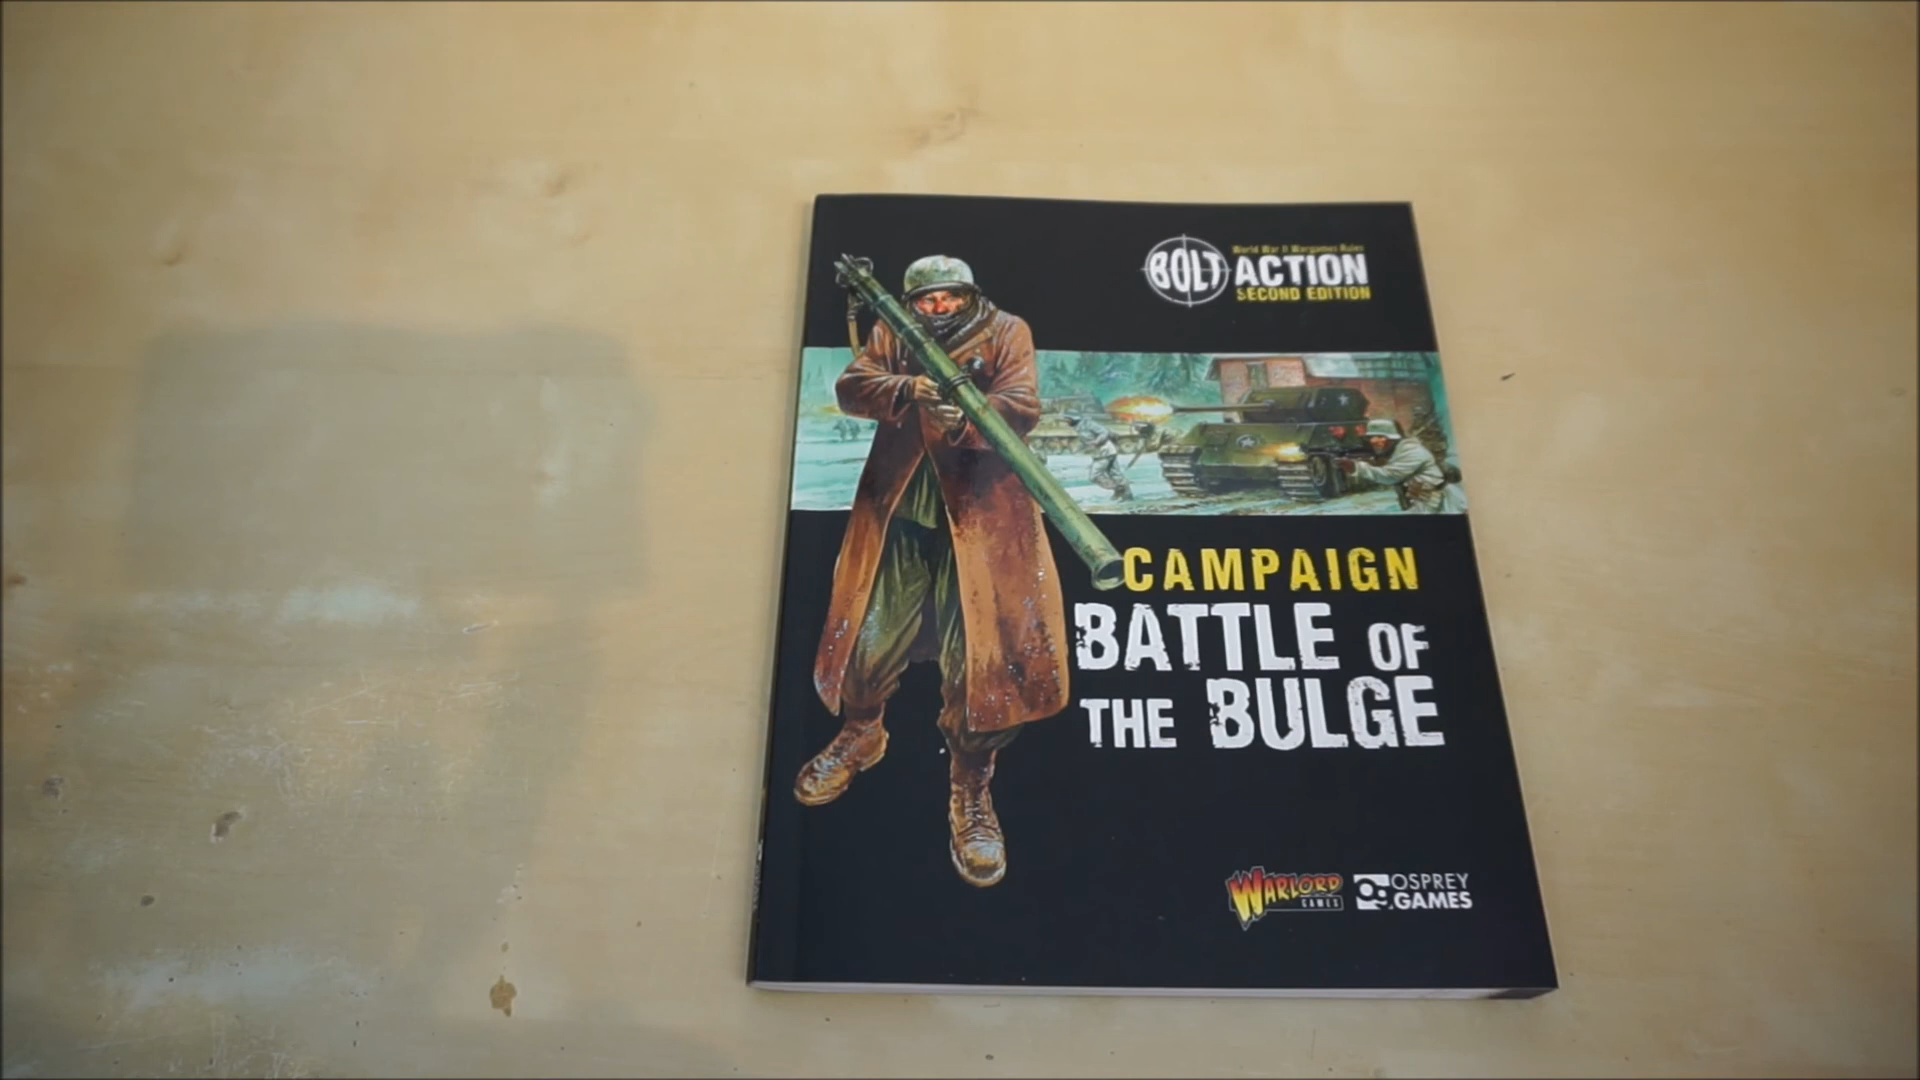 World War II Wargames Rules
BOLT ACTION
SECOND EDITION
CAMPAIGN
BATTLE OF
THE BULGE
WARLORD
GAMES
OSPREY
GAMES